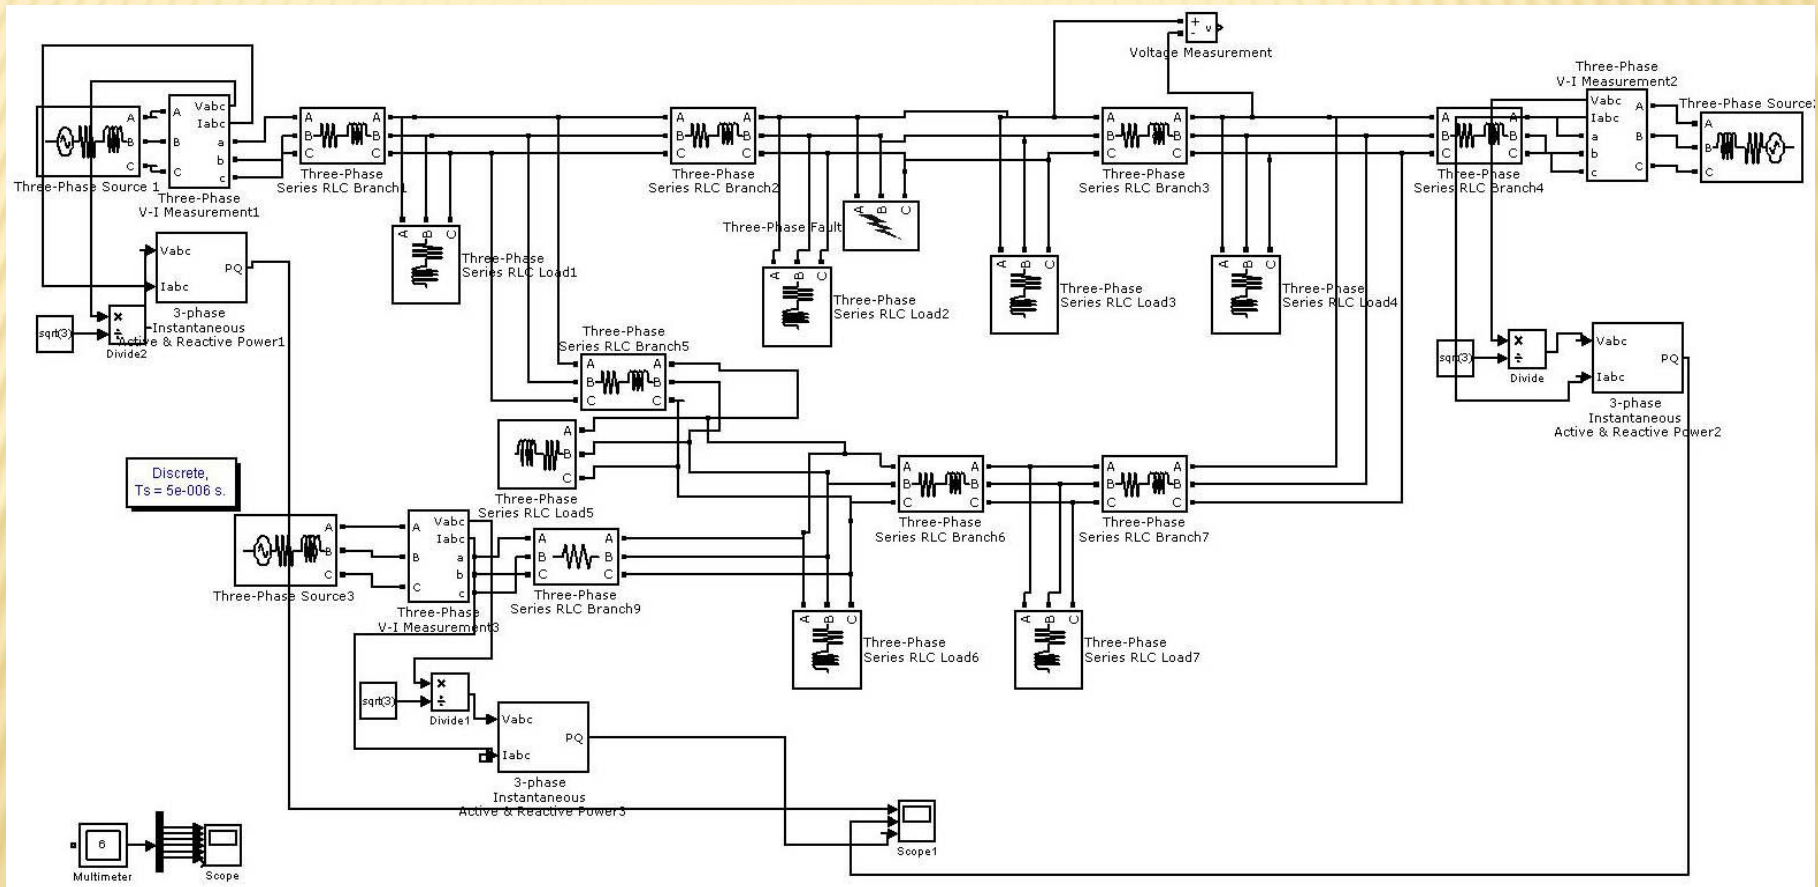 Voltage Measurement
+
-
v
Three-Phase
V-I Measurement2
Three-Phase Source2
Vabc
Iabc
a
b
c
A
B
C
A
B
C
A
B
C
Three-Phase Source 1
A
B
C
Vabc
Iabc
a
b
c
Three-Phase
V-I Measurement1
A
B
C
A
B
C
Three-Phase
Series RLC Branch1
A
B
C
A
B
C
Three-Phase
Series RLC Branch2
A
B
C
A
B
C
Three-Phase
Series RLC Branch3
A
B
C
A
B
C
Three-Phase
Series RLC Branch4
A B C
Three-Phase Fault
Vabc
Iabc
PQ
3-phase
Instantaneous
Active & Reactive Power1
sqrt(3)
×
÷
Divide2
A B C
Three-Phase
Series RLC Load1
A B C
Three-Phase
Series RLC Load2
A B C
Three-Phase
Series RLC Load3
A B C
Three-Phase
Series RLC Load4
Three-Phase
Series RLC Branch5
A
B
C
A
B
C
sqrt(3)
×
÷
Divide
Vabc
Iabc
PQ
3-phase
Instantaneous
Active & Reactive Power2
A
B
C
Three-Phase
Series RLC Load5
Discrete,
Ts = 5e-006 s.
A
B
C
A
B
C
Three-Phase
Series RLC Branch6
A
B
C
A
B
C
Three-Phase
Series RLC Branch7
A
B
C
Three-Phase Source3
A
B
C
Vabc
Iabc
a
b
c
Three-Phase
V-I Measurement3
A
B
C
A
B
C
Three-Phase
Series RLC Branch9
A B C
Three-Phase
Series RLC Load6
A B C
Three-Phase
Series RLC Load7
sqrt(3)
×
÷
Divide1
Vabc
Iabc
PQ
3-phase
Instantaneous
Active & Reactive Power3
6
Multimeter
Scope
Scope1